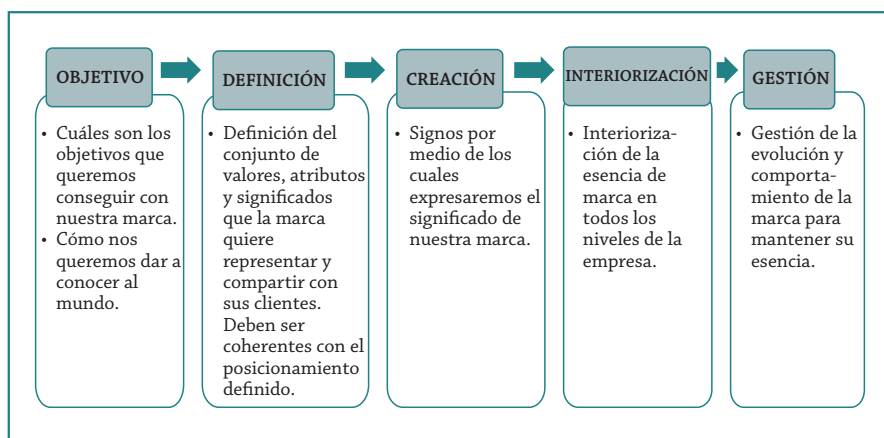 OBJETIVO
• Cuáles son los
objetivos que
queremos
conseguir con
nuestra marca.
• Cómo nos
queremos dar a
conocer al
mundo.
DEFINICIÓN
• Definición del
conjunto de
valores, atributos
y significados
que la marca
quiere
representar y
compartir con
sus clientes.
Deben ser
coherentes con el
posicionamiento
definido.
CREACIÓN
• Signos por
medio de los
cuales
expresaremos el
significado de
nuestra marca.
INTERIORIZACIÓN
• Interioriza-
ción de la
esencia de
marca en
todos los
niveles de la
empresa.
GESTIÓN
• Gestión de la
evolución y
comporta-
miento de la
marca para
mantener su
esencia.